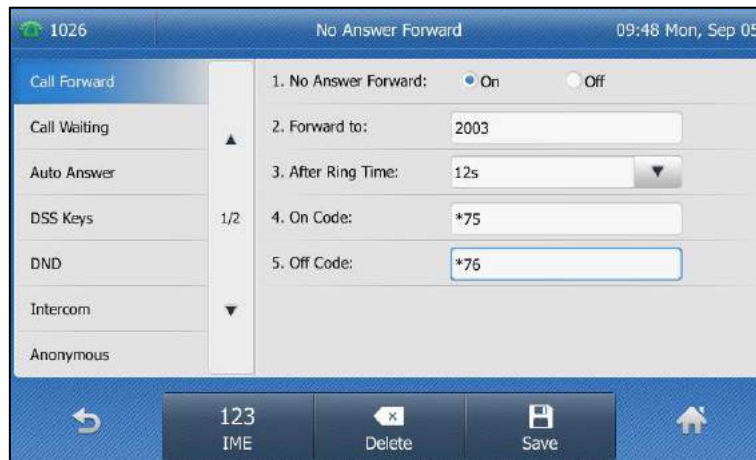 1026 No Answer Forward 09:48 Mon, Sep 05
Call Forward
Call Waiting
Auto Answer
DSS Keys
DND
Intercom
Anonymous
1/2
1. No Answer Forward: On Off
2. Forward to: 2003
3. After Ring Time: 12s
4. On Code: *75
5. Off Code: *76
123
IME
Delete
Save